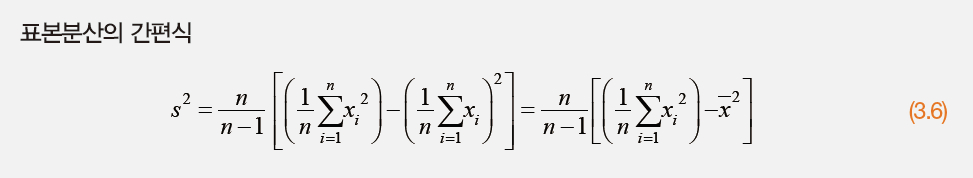 표본분산의 간편식
s² = n/(n−1) [ ( (1/n) ∑_{i=1}^{n} x_i² ) − ( (1/n) ∑_{i=1}^{n} x_i )² ] = n/(n−1) [ ( (1/n) ∑_{i=1}^{n} x_i² ) − x̄² ] (3.6)